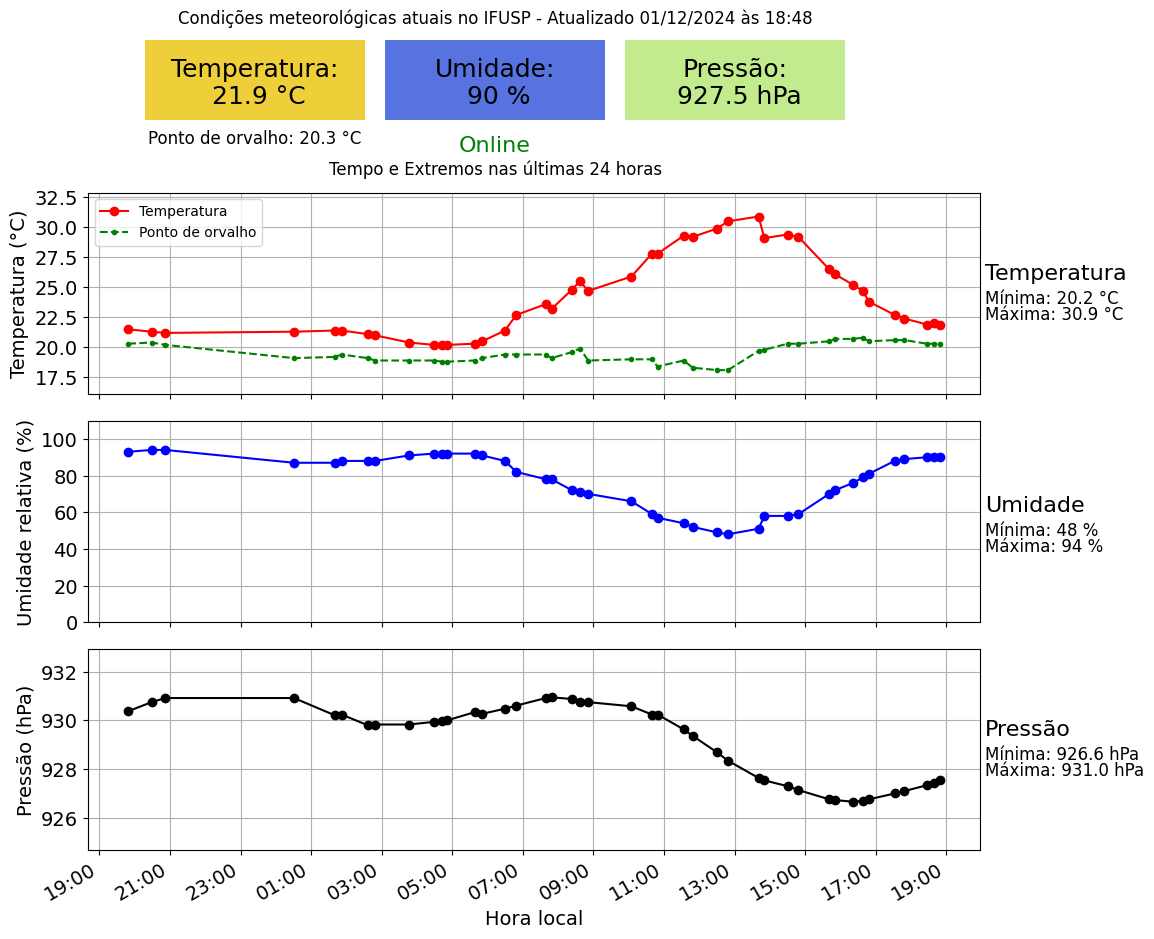 Condições meteorológicas atuais no IFUSP - Atualizado 01/12/2024 às 18:48
Temperatura:
21.9 °C
Umidade:
90 %
Pressão:
927.5 hPa
Ponto de orvalho: 20.3 °C
Online
Tempo e Extremos nas últimas 24 horas
Temperatura (°C)
32.5
30.0
27.5
25.0
22.5
20.0
17.5
Temperatura
Ponto de orvalho
Temperatura
Mínima: 20.2 °C
Máxima: 30.9 °C
Umidade relativa (%)
100
80
60
40
20
0
Umidade
Mínima: 48 %
Máxima: 94 %
Pressão (hPa)
932
930
928
926
Pressão
Mínima: 926.6 hPa
Máxima: 931.0 hPa
19:00
21:00
23:00
01:00
03:00
05:00
07:00
09:00
11:00
13:00
15:00
17:00
19:00
Hora local